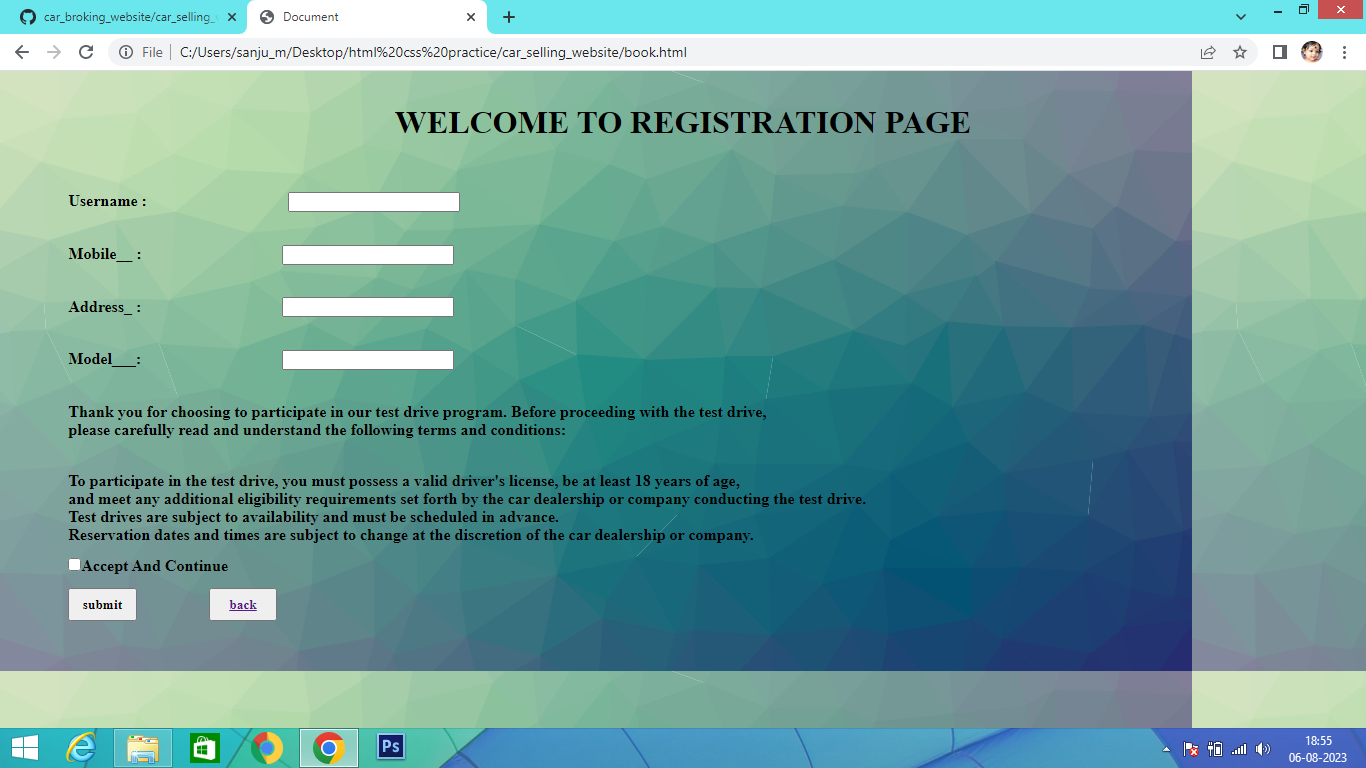 car_broking_website/car_selling_
Document
File
C:/Users/sanju_m/Desktop/html%20css%20practice/car_selling_website/book.html
WELCOME TO REGISTRATION PAGE
Username :
Mobile__ :
Address_ :
Model___:
Thank you for choosing to participate in our test drive program. Before proceeding with the test drive,
please carefully read and understand the following terms and conditions:
To participate in the test drive, you must possess a valid driver's license, be at least 18 years of age,
and meet any additional eligibility requirements set forth by the car dealership or company conducting the test drive.
Test drives are subject to availability and must be scheduled in advance.
Reservation dates and times are subject to change at the discretion of the car dealership or company.
Accept And Continue
submit back
Ps
18:55
06-08-2023